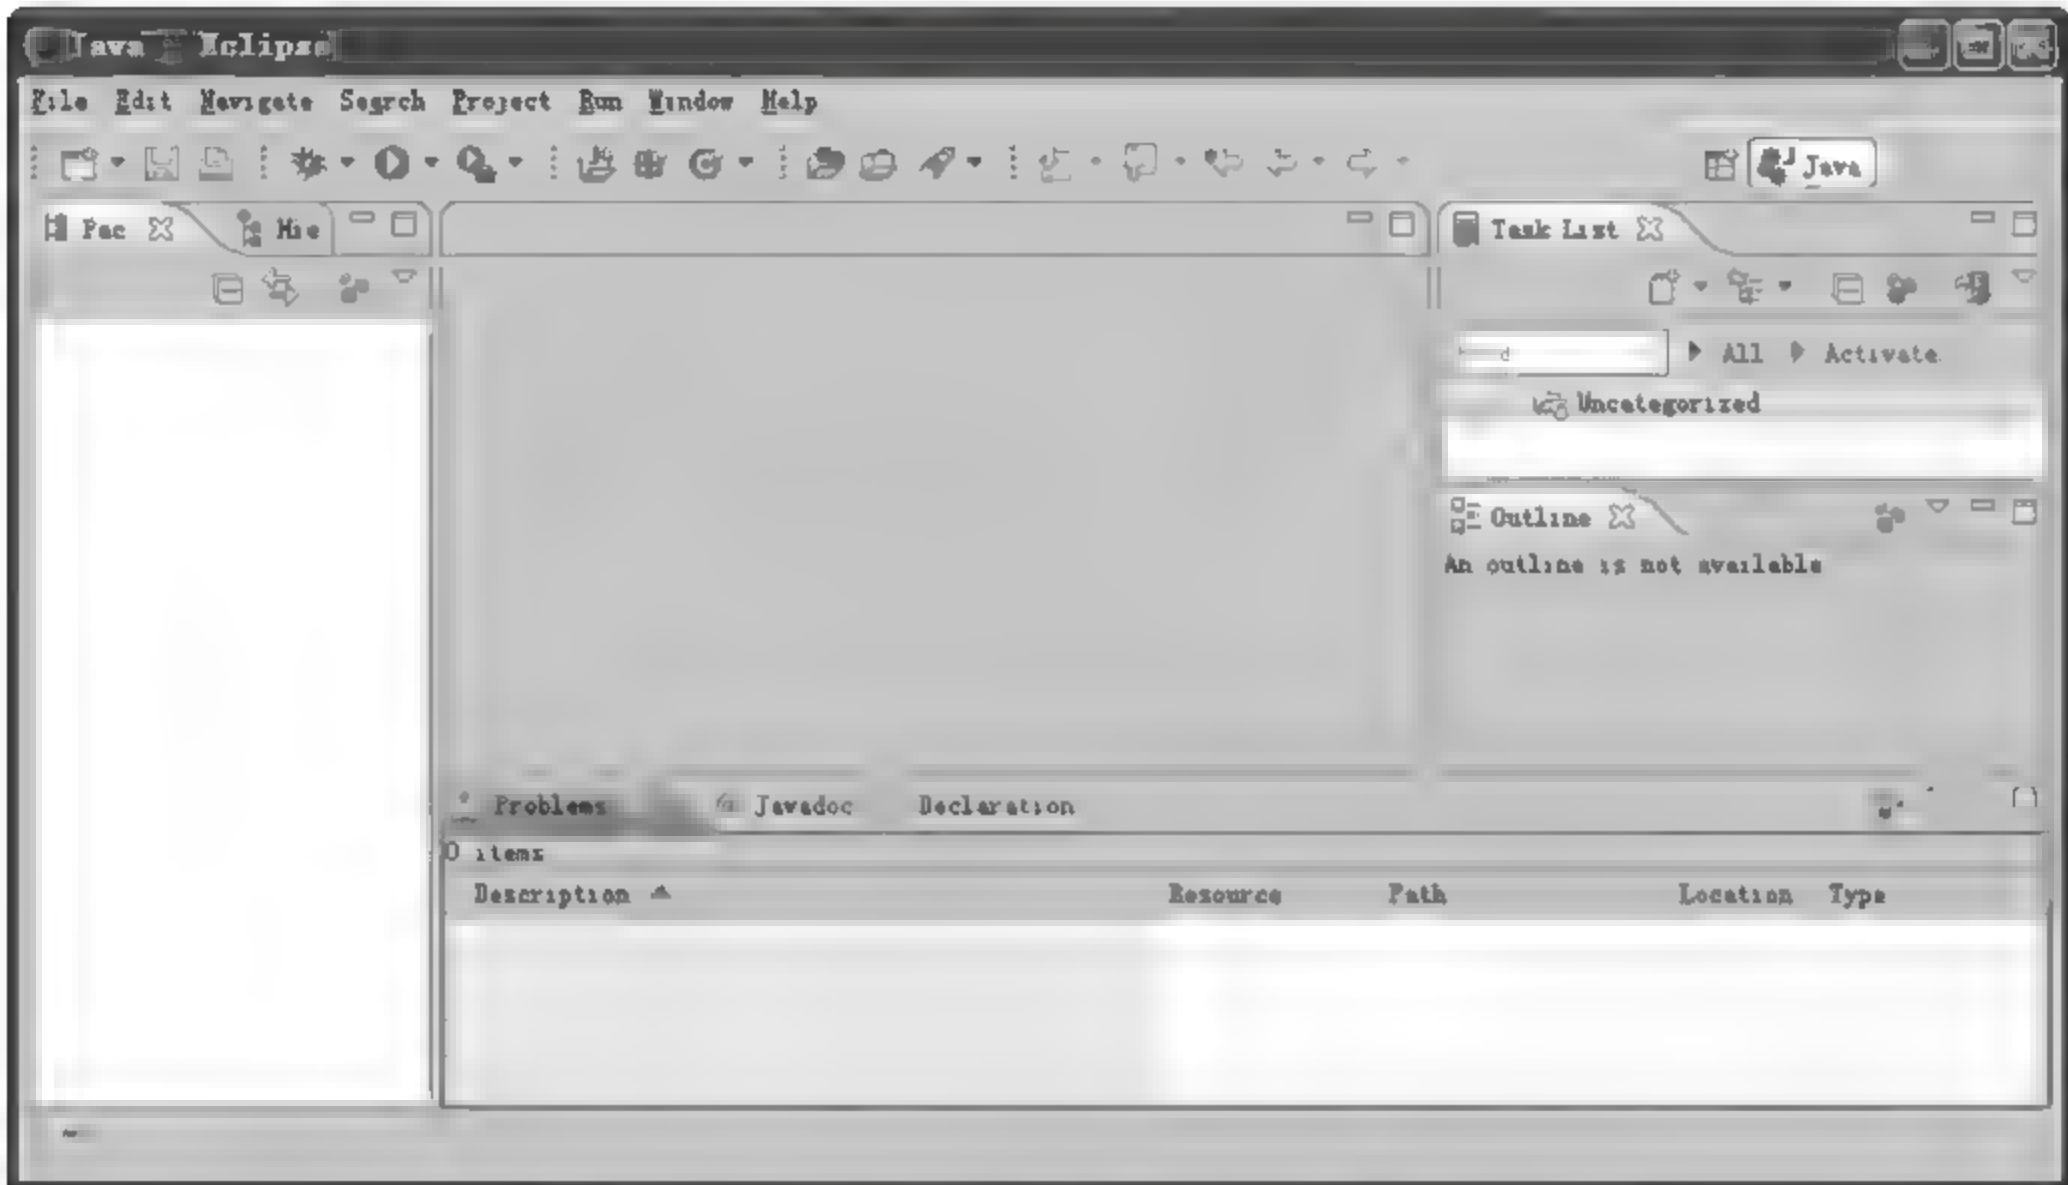 Java - Eclipse
File Edit Navigate Search Project Run Window Help
Java
Pac Hie Task List
All Activate
Uncategorized
Outline
An outline is not available
Problems Javadoc Declaration
0 items
Description Resource Path Location Type